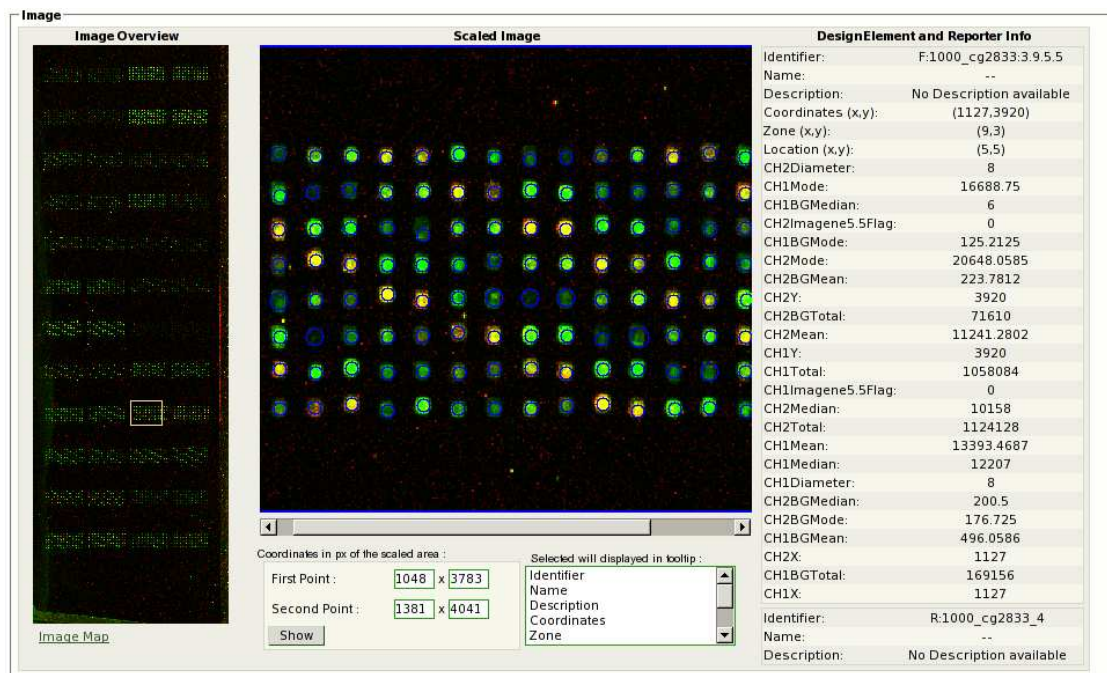 Image
Image Overview
Image Map
Scaled Image
Coordinates in px of the scaled area :
First Point : 1048 x 3783
Second Point : 1381 x 4041
Show
Selected will displayed in tooltip :
Identifier
Name
Description
Coordinates
Zone
DesignElement and Reporter Info
Identifier: F:1000_cg2833:3.9.5.5
Name: --
Description: No Description available
Coordinates (x,y): (1127,3920)
Zone (x,y): (9,3)
Location (x,y): (5,5)
CH2Diameter: 8
CH1Mode: 16688.75
CH1BGMedian: 6
CH2Imagene5.5Flag: 0
CH1BGMode: 125.2125
CH2Mode: 20648.0585
CH2BGMean: 223.7812
CH2Y: 3920
CH2BGTotal: 71610
CH2Mean: 11241.2802
CH1Y: 3920
CH1Total: 1058084
CH1Imagene5.5Flag: 0
CH2Median: 10158
CH2Total: 1124128
CH1Mean: 13393.4687
CH1Median: 12207
CH1Diameter: 8
CH2BGMedian: 200.5
CH2BGMode: 176.725
CH1BGMean: 496.0586
CH2X: 1127
CH1BGTotal: 169156
CH1X: 1127
Identifier: R:1000_cg2833_4
Name: --
Description: No Description available